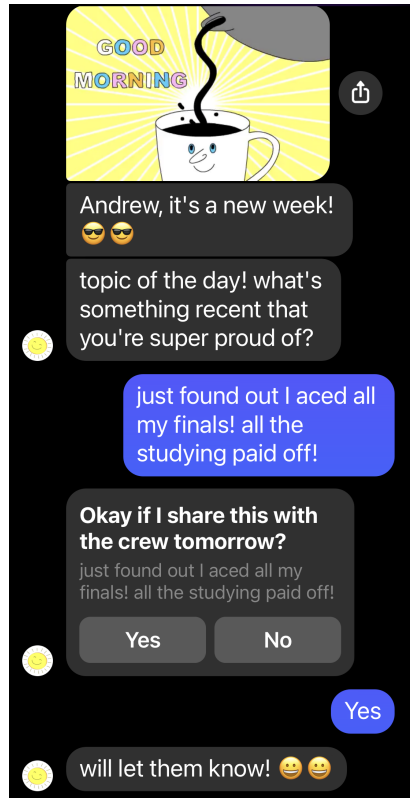 GOOD
MORNING
Andrew, it's a new week!
😎😎
topic of the day! what's
something recent that
you're super proud of?
just found out I aced all
my finals! all the
studying paid off!
Okay if I share this with
the crew tomorrow?
just found out I aced all my
finals! all the studying paid off!
Yes
No
Yes
will let them know! 😀😀